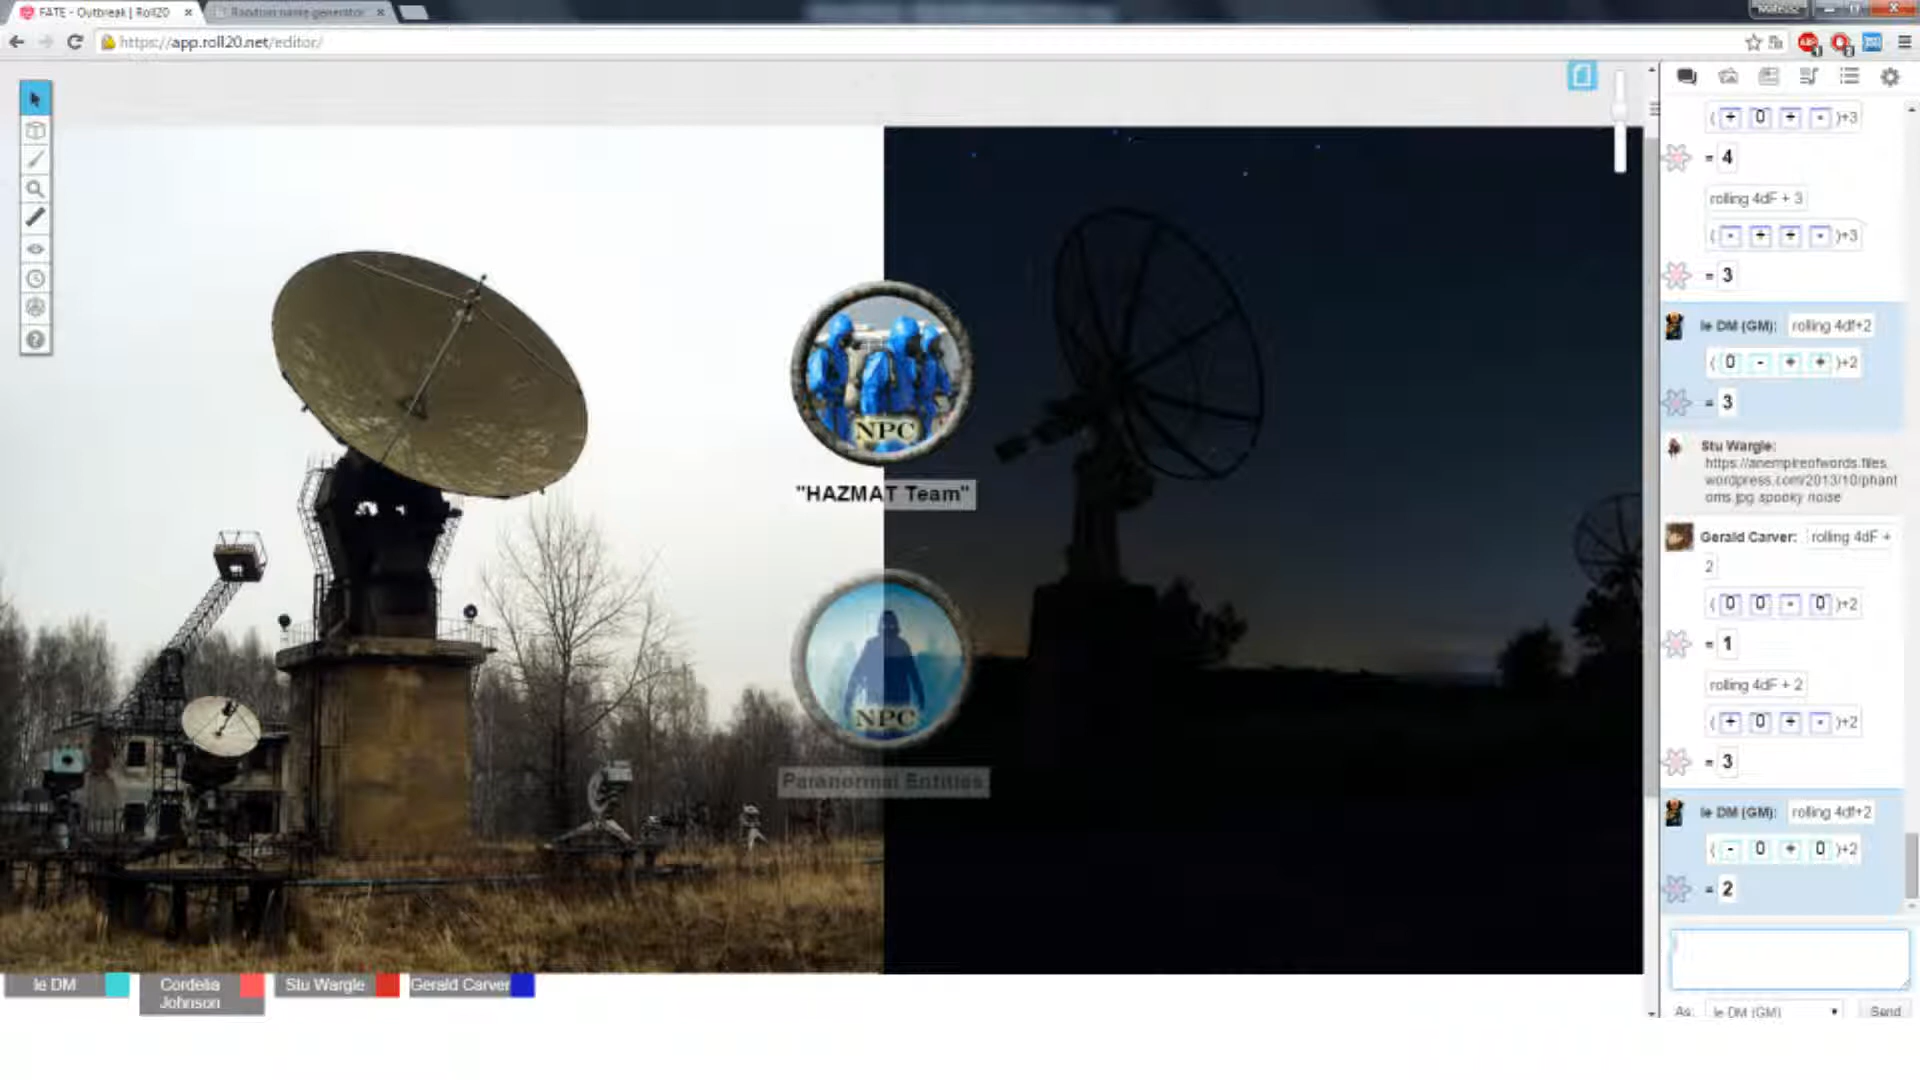 FATE - Outbreak | Roll20
Random name generator
Mateusz
https://app.roll20.net/editor/
( + 0 + - )+3
= 4
rolling 4dF + 3
( - + + - )+3
= 3
le DM (GM): rolling 4df+2
( 0 - + + )+2
= 3
Stu Wargle:
https://anempireofwords.files.
wordpress.com/2013/10/phant
oms.jpg spooky noise
Gerald Carver: rolling 4dF +
2
( 0 0 - 0 )+2
= 1
rolling 4dF + 2
( + 0 + - )+2
= 3
le DM (GM): rolling 4df+2
( - 0 + 0 )+2
= 2
As: le DM (GM) Send
NPC
"HAZMAT Team"
NPC
Paranormal Entities
le DM
Cordelia
Johnson
Stu Wargle
Gerald Carver